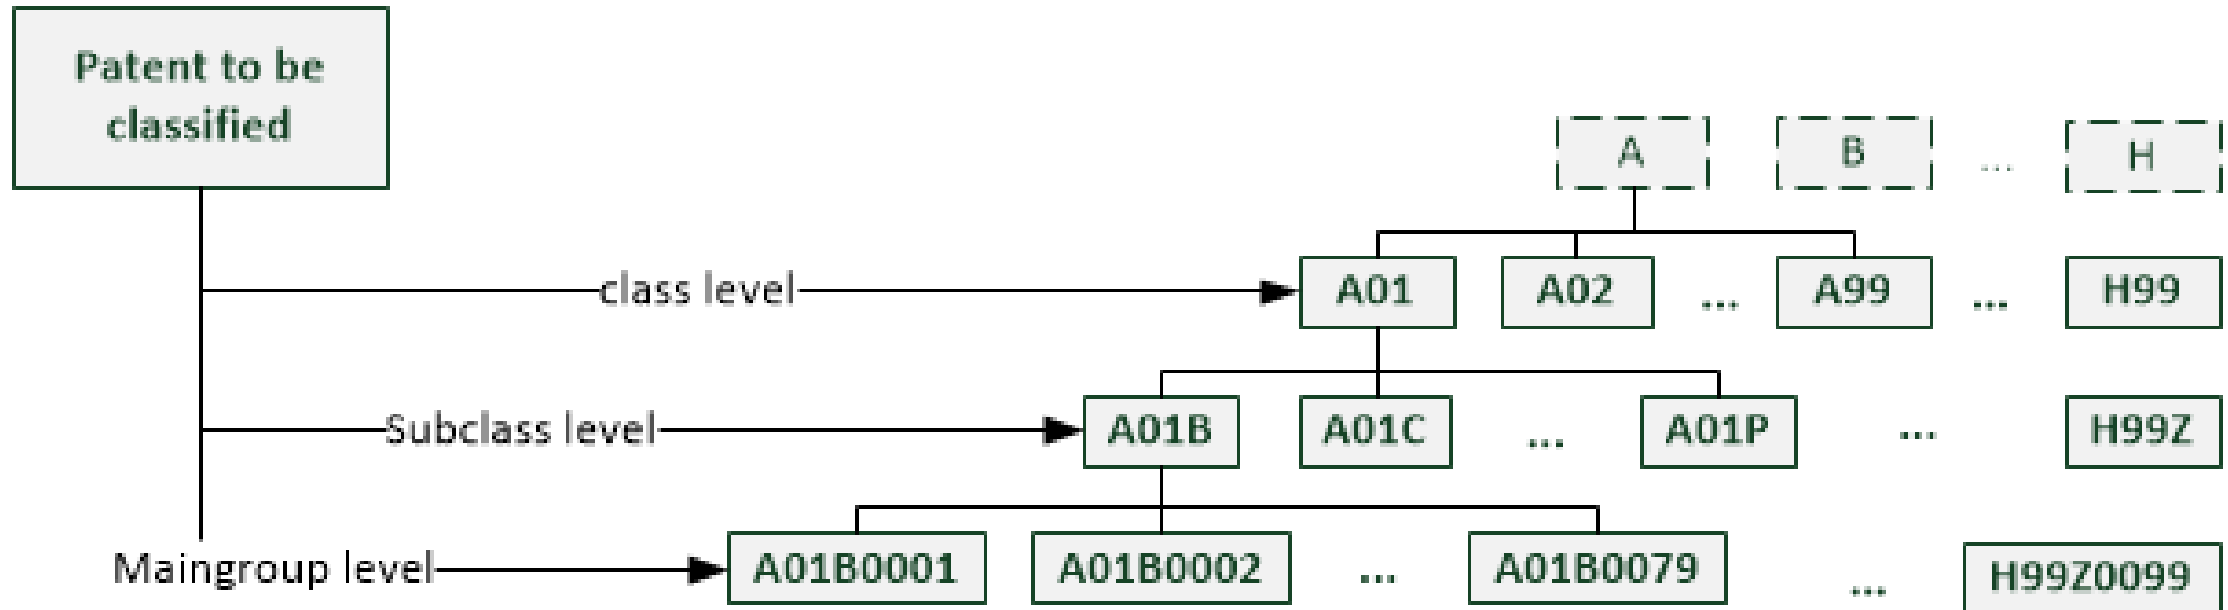 Patent to be
classified
A
B
...
H
class level
A01
A02
...
A99
...
H99
Subclass level
A01B
A01C
...
A01P
...
H99Z
Maingroup level
A01B0001
A01B0002
...
A01B0079
...
H99Z0099